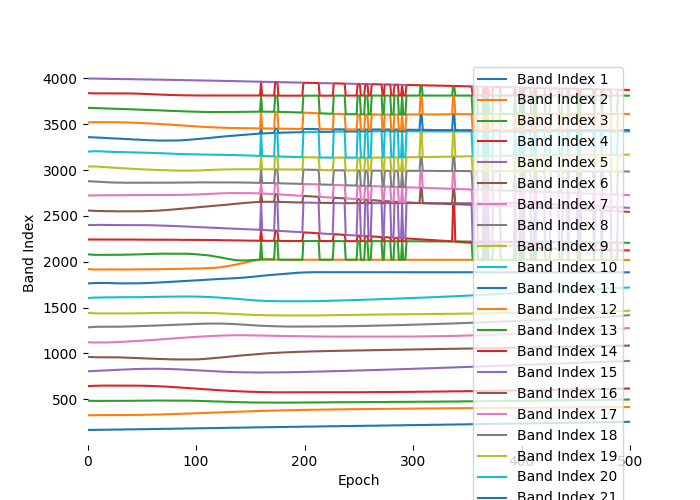 4000
3500
3000
2500
2000
1500
1000
500
Band Index
0
100
200
300
400
500
Epoch
Band Index 1
Band Index 2
Band Index 3
Band Index 4
Band Index 5
Band Index 6
Band Index 7
Band Index 8
Band Index 9
Band Index 10
Band Index 11
Band Index 12
Band Index 13
Band Index 14
Band Index 15
Band Index 16
Band Index 17
Band Index 18
Band Index 19
Band Index 20
Band Index 21